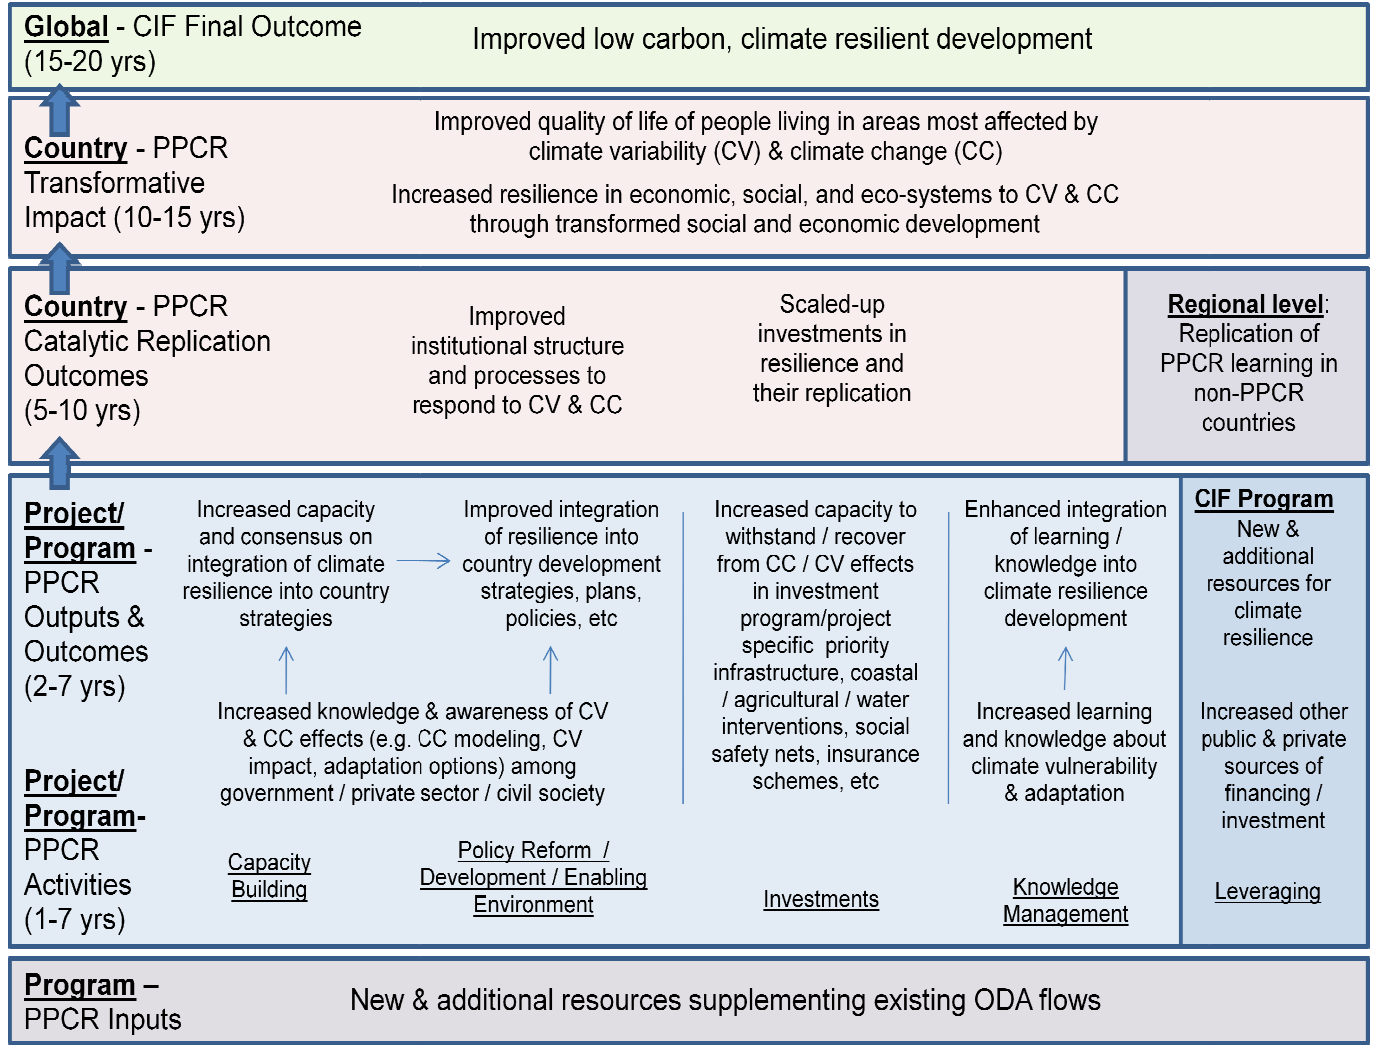 Global - CIF Final Outcome
(15-20 yrs)
Improved low carbon, climate resilient development
Country - PPCR
Transformative
Impact (10-15 yrs)
Improved quality of life of people living in areas most affected by
climate variability (CV) & climate change (CC)
Increased resilience in economic, social, and eco-systems to CV & CC
through transformed social and economic development
Country - PPCR
Catalytic Replication
Outcomes
(5-10 yrs)
Improved
institutional structure
and processes to
respond to CV & CC
Scaled-up
investments in
resilience and
their replication
Regional level:
Replication of
PPCR learning in
non-PPCR
countries
Project/
Program -
PPCR
Outputs &
Outcomes
(2-7 yrs)
Increased capacity
and consensus on
integration of climate
resilience into country
strategies
Improved integration
of resilience into
country development
strategies, plans,
policies, etc
Increased knowledge & awareness of CV
& CC effects (e.g. CC modeling, CV
impact, adaptation options) among
government / private sector / civil society
Increased capacity to
withstand / recover
from CC / CV effects
in investment
program/project
specific priority
infrastructure, coastal
/ agricultural / water
interventions, social
safety nets, insurance
schemes, etc
Enhanced integration
of learning /
knowledge into
climate resilience
development
Increased learning
and knowledge about
climate vulnerability
& adaptation
CIF Program
New &
additional
resources for
climate
resilience
Increased other
public & private
sources of
financing /
investment
Project/
Program-
PPCR
Activities
(1-7 yrs)
Capacity
Building
Policy Reform /
Development / Enabling
Environment
Investments
Knowledge
Management
Leveraging
Program –
PPCR Inputs
New & additional resources supplementing existing ODA flows